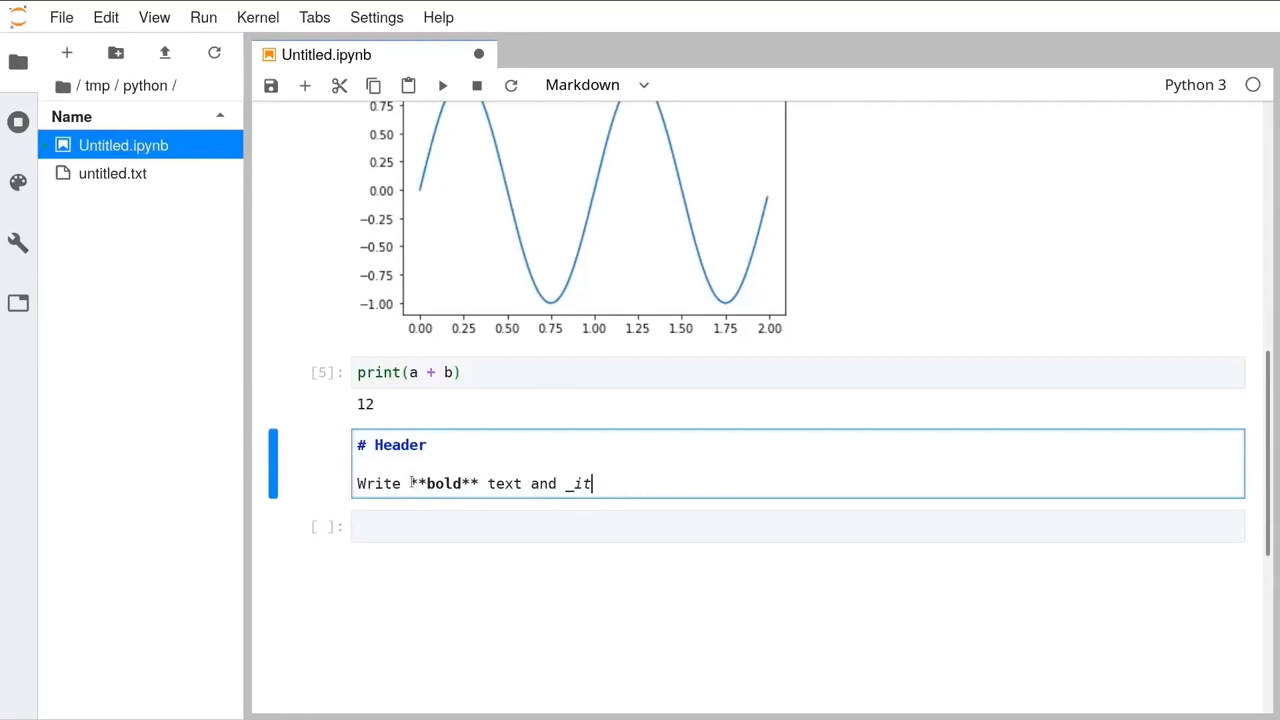 File Edit View Run Kernel Tabs Settings Help
Untitled.ipynb
/ tmp / python /
Markdown
Python 3
Name
Untitled.ipynb
untitled.txt
0.75
0.50
0.25
0.00
−0.25
−0.50
−0.75
−1.00
0.00 0.25 0.50 0.75 1.00 1.25 1.50 1.75 2.00
[5]: print(a + b)
12
# Header
Write **bold** text and _it
[ ]: